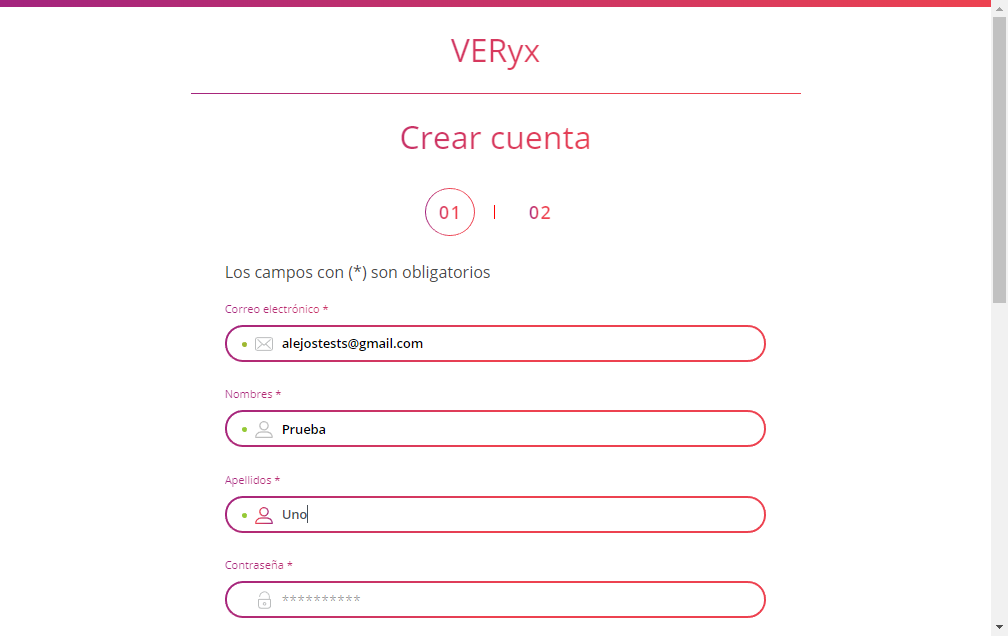 VERyx
Crear cuenta
01 | 02
Los campos con (*) son obligatorios
Correo electrónico *
alejostests@gmail.com
Nombres *
Prueba
Apellidos *
Uno
Contraseña *
**********